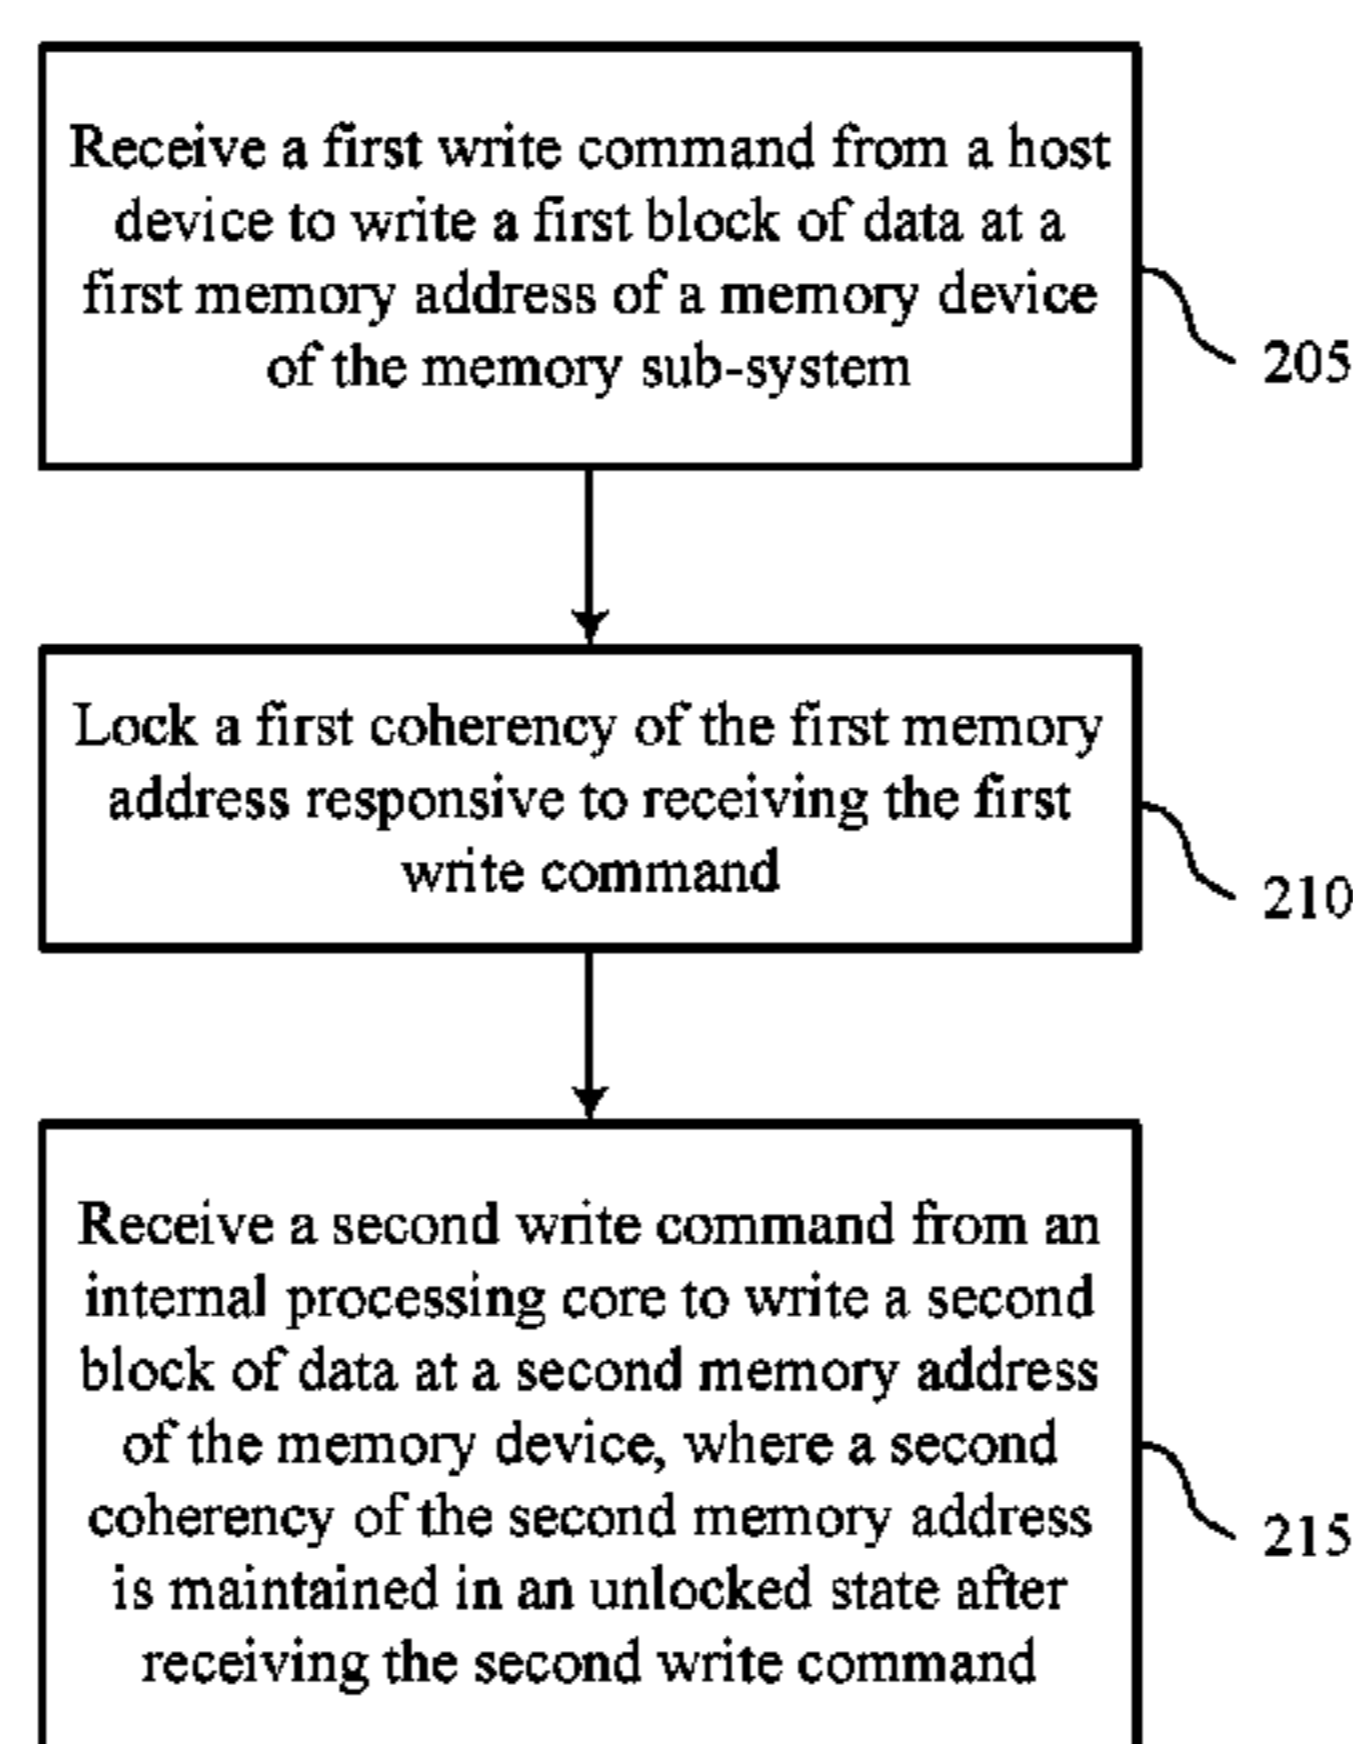 Receive a first write command from a host
device to write a first block of data at a
first memory address of a memory device
of the memory sub-system
205
Lock a first coherency of the first memory
address responsive to receiving the first
write command
210
Receive a second write command from an
internal processing core to write a second
block of data at a second memory address
of the memory device, where a second
coherency of the second memory address
is maintained in an unlocked state after
receiving the second write command
215